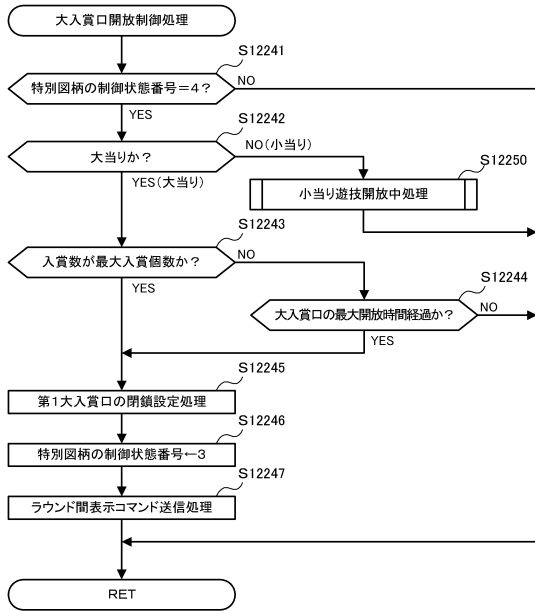 大入賞口開放制御処理
S12241
特別図柄の制御状態番号＝4？
NO
YES
S12242
大当りか？
NO(小当り)
YES(大当り)
S12250
小当り遊技開放中処理
S12243
入賞数が最大入賞個数か？
NO
YES
S12244
大入賞口の最大開放時間経過か？
NO
YES
S12245
第1大入賞口の閉鎖設定処理
S12246
特別図柄の制御状態番号←3
S12247
ラウンド間表示コマンド送信処理
RET